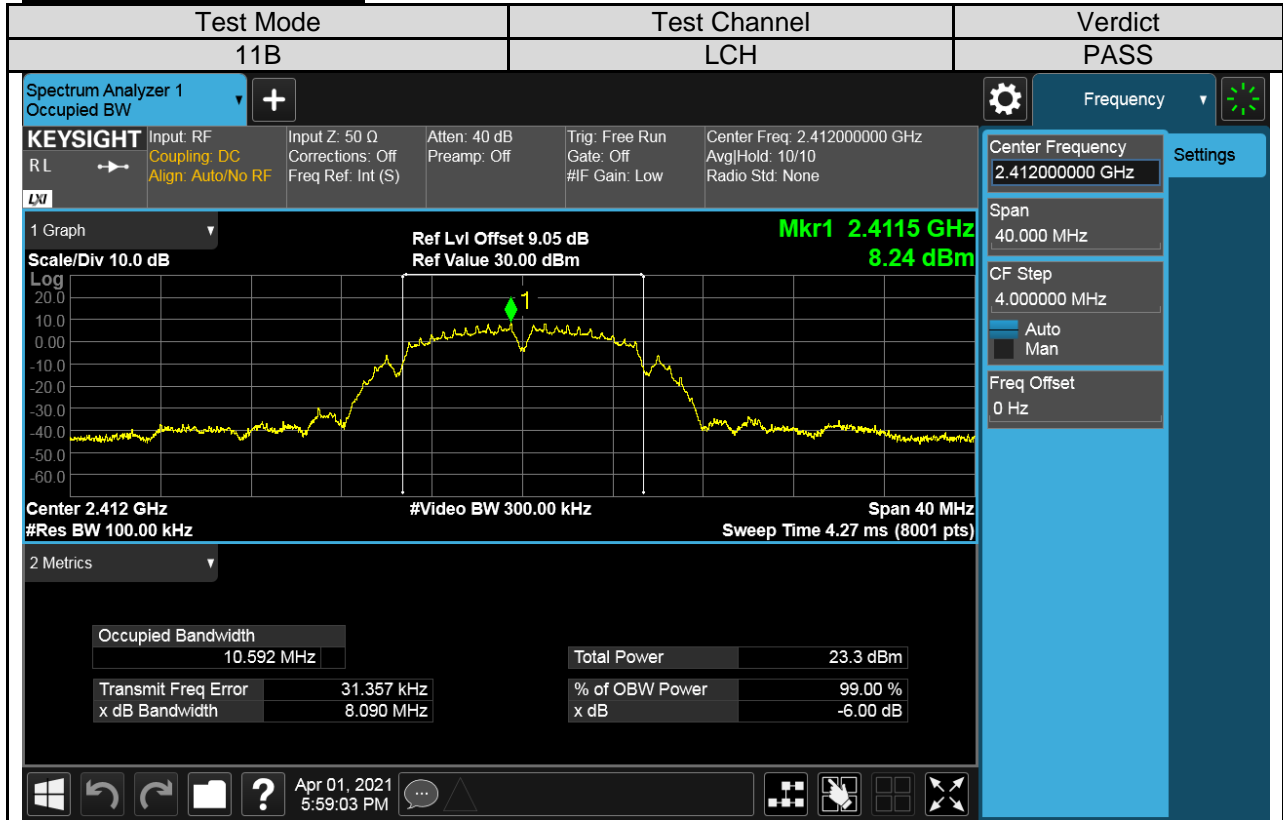 Test Mode Test Channel Verdict
11B LCH PASS
Spectrum Analyzer 1
Occupied BW
Frequency
KEYSIGHT Input: RF Input Z: 50 Ω Atten: 40 dB Trig: Free Run Center Freq: 2.412000000 GHz
R L Coupling: DC Corrections: Off Preamp: Off Gate: Off Avg|Hold: 10/10
Align: Auto/No RF Freq Ref: Int (S) #IF Gain: Low Radio Std: None
LXI
Center Frequency Settings
2.412000000 GHz
Span
40.000 MHz
CF Step
4.000000 MHz
Auto
Man
Freq Offset
0 Hz
1 Graph Ref Lvl Offset 9.05 dB Mkr1 2.4115 GHz
Scale/Div 10.0 dB Ref Value 30.00 dBm 8.24 dBm
Log
20.0
10.0
0.00
-10.0
-20.0
-30.0
-40.0
-50.0
-60.0
1
Center 2.412 GHz #Video BW 300.00 kHz Span 40 MHz
#Res BW 100.00 kHz Sweep Time 4.27 ms (8001 pts)
2 Metrics
Occupied Bandwidth
10.592 MHz Total Power 23.3 dBm
Transmit Freq Error 31.357 kHz % of OBW Power 99.00 %
x dB Bandwidth 8.090 MHz x dB -6.00 dB
? Apr 01, 2021
5:59:03 PM